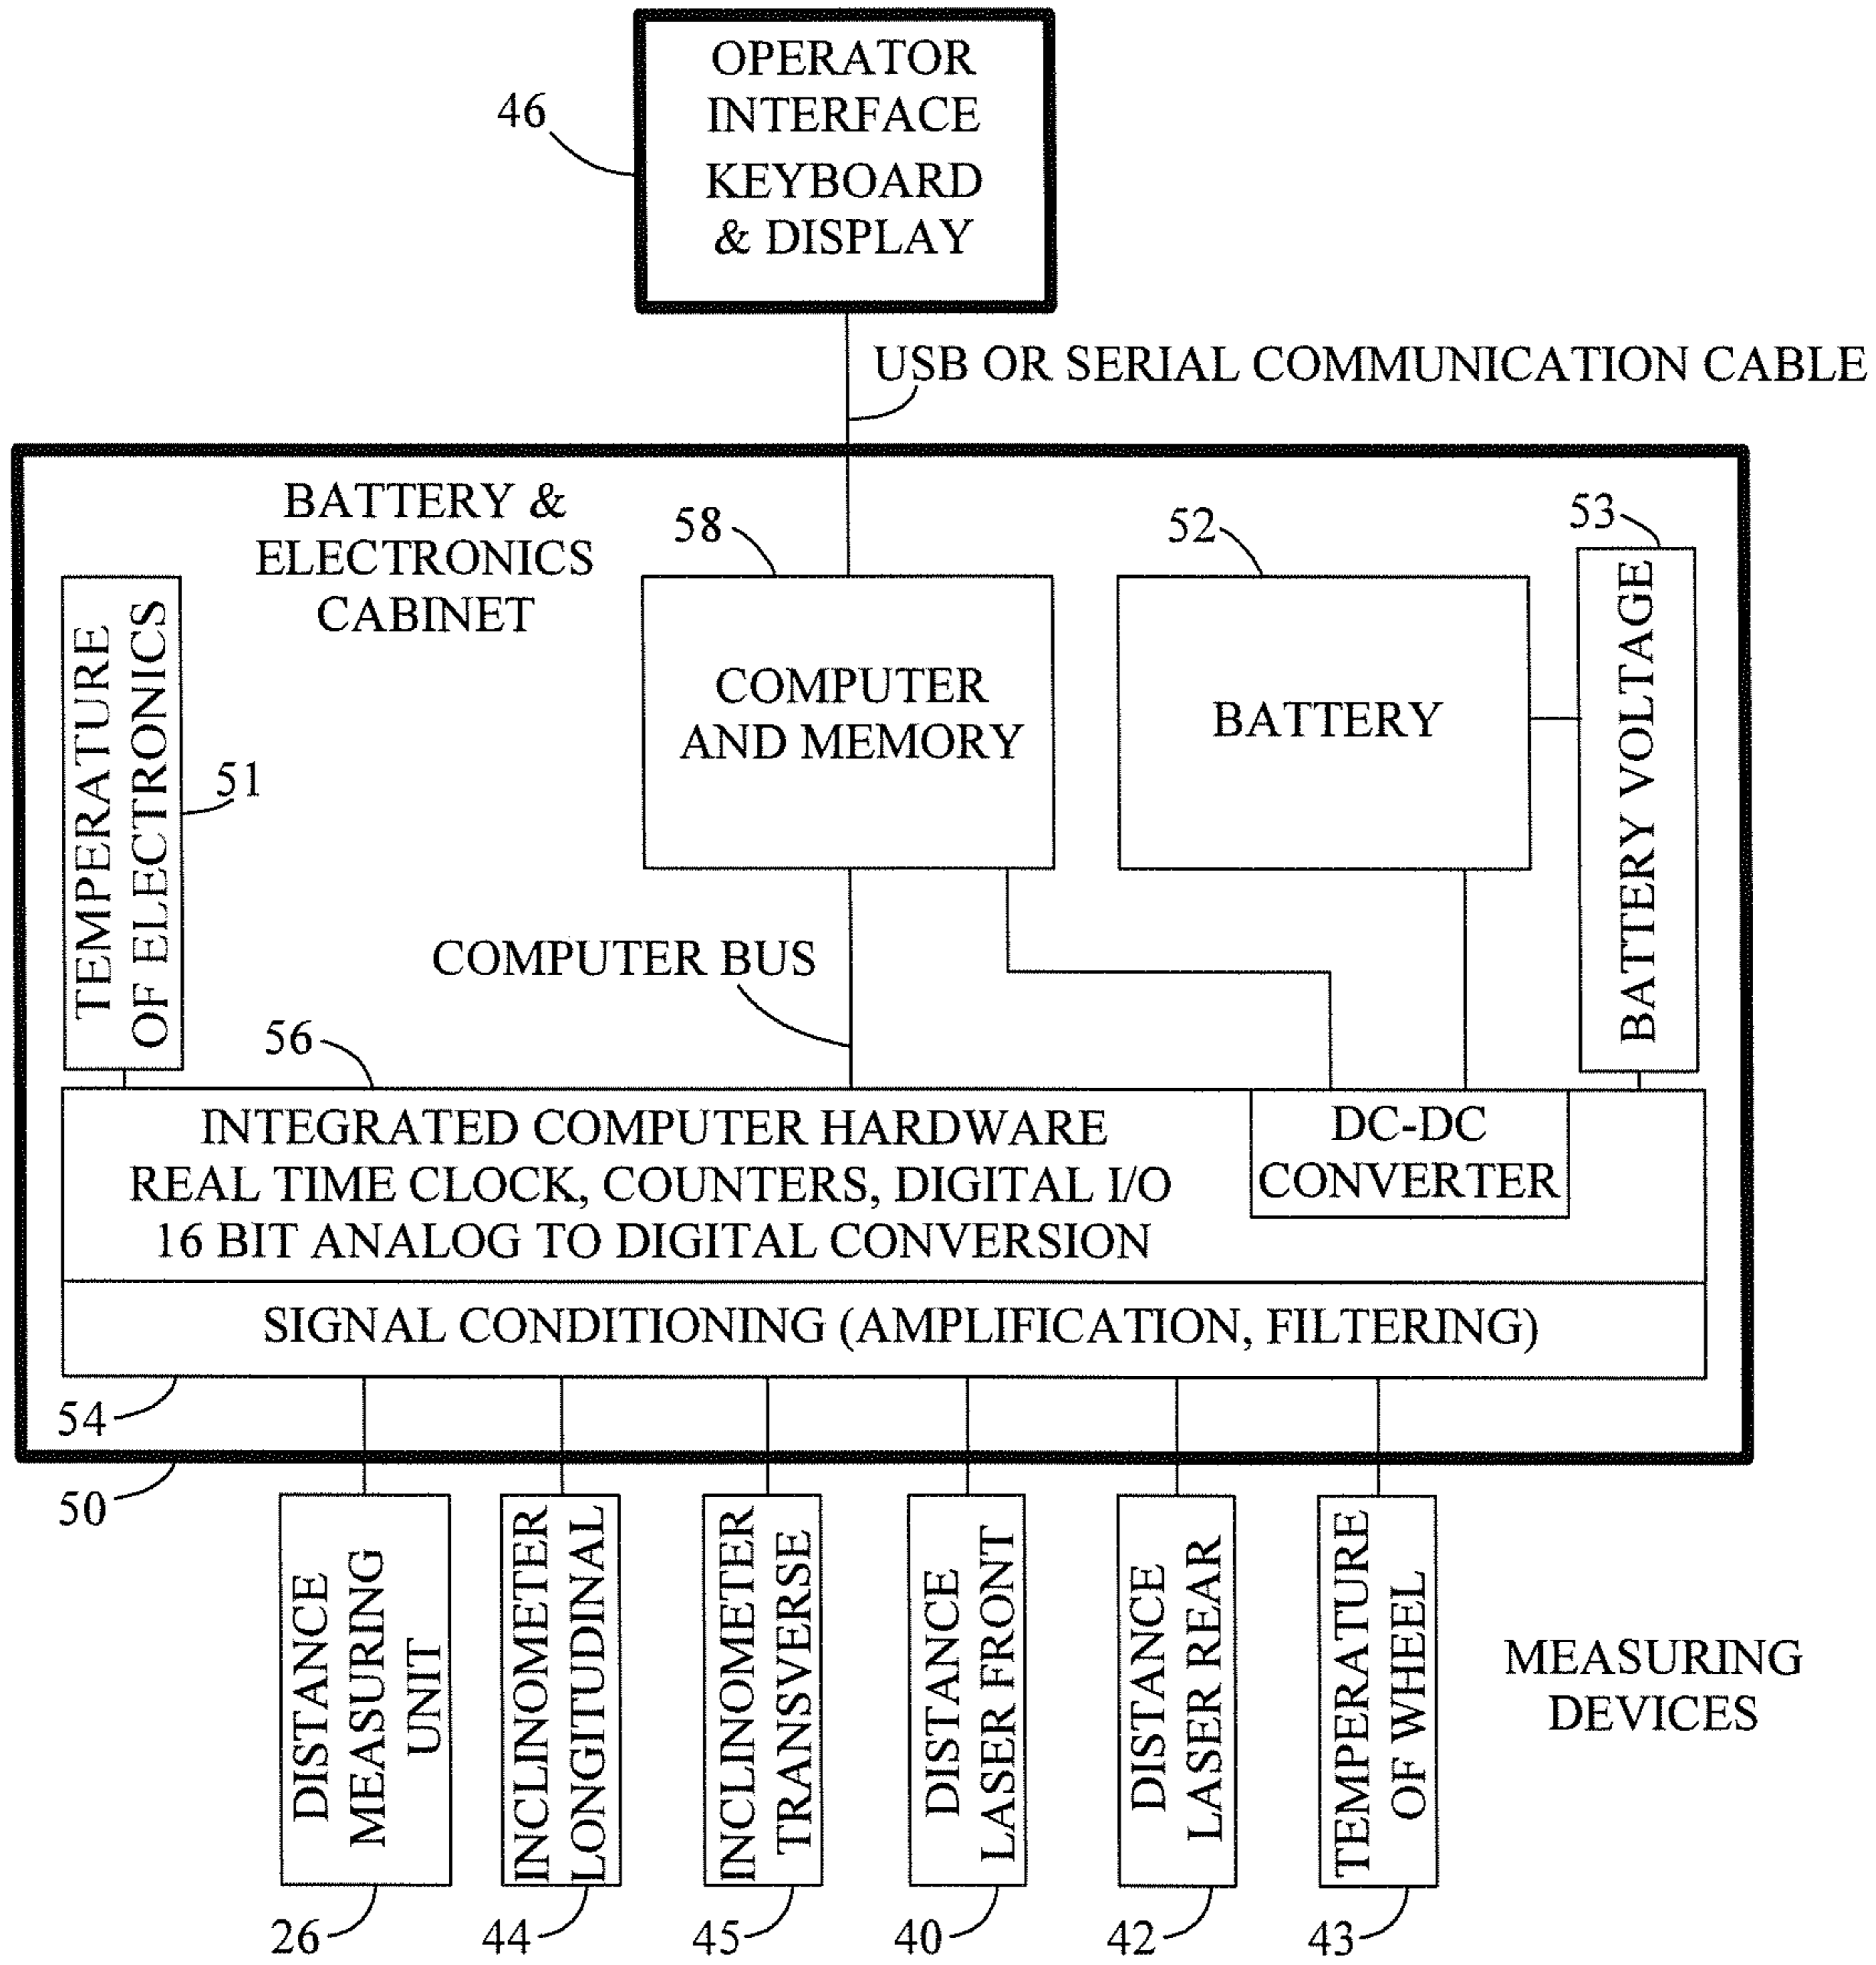 OPERATOR
INTERFACE
KEYBOARD
& DISPLAY
46
USB OR SERIAL COMMUNICATION CABLE
BATTERY &
ELECTRONICS
CABINET
58
52
53
TEMPERATURE
OF ELECTRONICS
51
COMPUTER
AND MEMORY
BATTERY
BATTERY VOLTAGE
COMPUTER BUS
56
INTEGRATED COMPUTER HARDWARE
REAL TIME CLOCK, COUNTERS, DIGITAL I/O
16 BIT ANALOG TO DIGITAL CONVERSION
DC-DC
CONVERTER
SIGNAL CONDITIONING (AMPLIFICATION, FILTERING)
54
50
DISTANCE
MEASURING
UNIT
INCLINOMETER
LONGITUDINAL
INCLINOMETER
TRANSVERSE
DISTANCE
LASER FRONT
DISTANCE
LASER REAR
TEMPERATURE
OF WHEEL
MEASURING
DEVICES
26
44
45
40
42
43